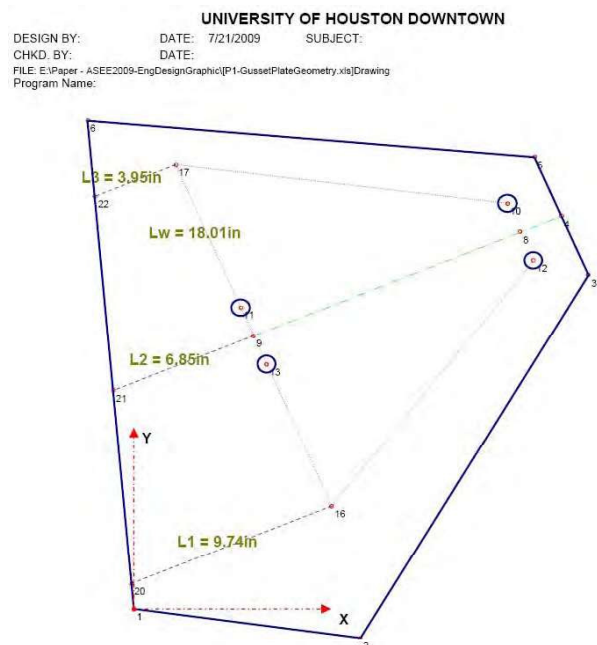 UNIVERSITY OF HOUSTON DOWNTOWN
DESIGN BY: DATE: 7/21/2009 SUBJECT:
CHKD. BY: DATE:
FILE: E:\Paper - ASEE2009-EngDesignGraphic\[P1-GussetPlateGeometry.xls]Drawing
Program Name:
6
5
L3 = 3.95in
17
22
10
4
Lw = 18.01in
8
12
3
11
9
L2 = 6.85in
13
21
Y
16
L1 = 9.74in
20
1
X
2